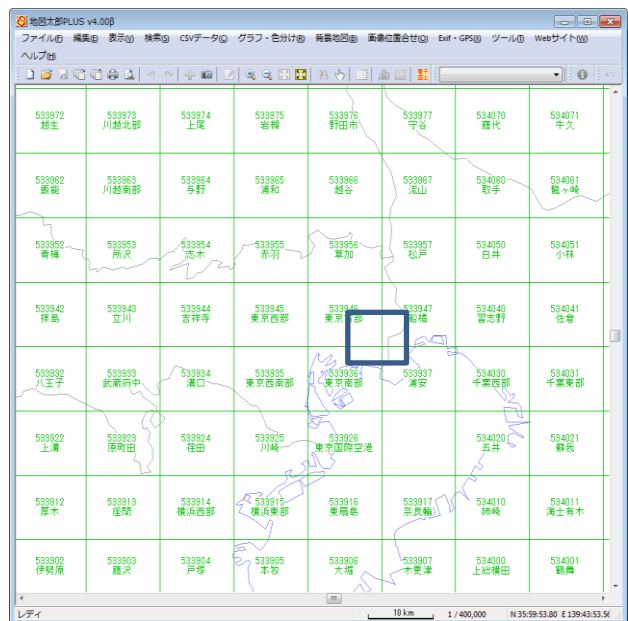 地図太郎PLUS v4.00β
ファイル(F) 編集(E) 表示(V) 検索(S) CSVデータ(C) グラフ・色分け(R) 背景地図(B) 画像位置合せ(O) Exif・GPS(X) ツール(T) Webサイト(W)
ヘルプ(H)
533972 533973 533974 533975 533976 533977 534070 534071
越生 川越北部 上尾 岩槻 野田市 守谷 藤代 牛久
533962 533963 533964 533965 533966 533967 534060 534061
飯能 川越南部 与野 浦和 越谷 流山 取手 龍ヶ崎
533952 533953 533954 533955 533956 533957 534050 534051
青梅 所沢 志木 赤羽 草加 松戸 白井 小林
533942 533943 533944 533945 533946 533947 534040 534041
拝島 立川 吉祥寺 東京西部 東京 部 船橋 習志野 佐倉
533932 533933 533934 533935 533936 533937 534030 534031
八王子 武蔵府中 溝口 東京西南部 東京南部 浦安 千葉西部 千葉東部
533922 533923 533924 533925 533926 534020 534021
上溝 原町田 荏田 川崎 東京国際空港 五井 蘇我
533912 533913 533914 533915 533916 533917 534010 534011
厚木 座間 横浜西部 横浜東部 東扇島 奈良輪 姉崎 海士有木
533902 533903 533904 533905 533906 533907 534000 534001
伊勢原 藤沢 戸塚 本牧 大堀 木更津 上総横田 鶴舞
レディ 10 km 1 / 400,000 N 35:59:53.80 E 139:43:53.5